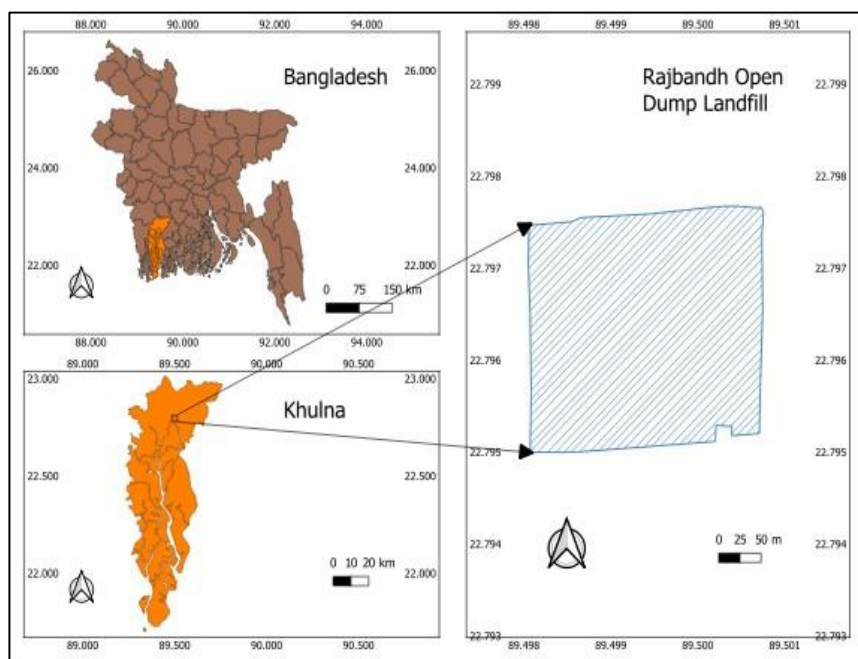 88.000 90.000 92.000 94.000
26.000 26.000
Bangladesh
24.000 24.000
22.000 22.000
0 75 150 km
88.000 90.000 92.000 94.000
89.000 89.500 90.000 90.500
23.000 23.000
Khulna
22.500 22.500
22.000 22.000
0 10 20 km
89.000 89.500 90.000 90.500
89.498 89.499 89.500 89.501
Rajbandh Open
Dump Landfill
22.799 22.799
22.798 22.798
22.797 22.797
22.796 22.796
22.795 22.795
22.794 22.794
0 25 50 m
22.793 22.793
89.498 89.499 89.500 89.501